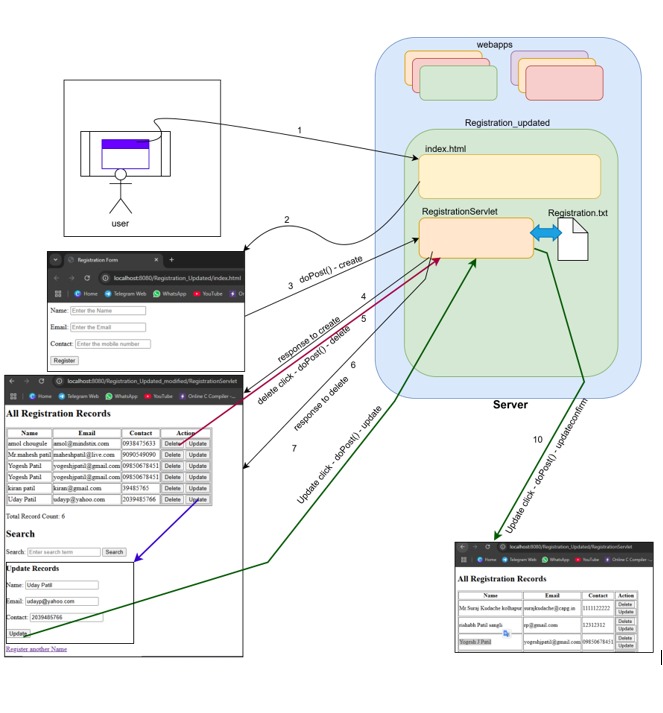 webapps
Registration_updated
index.html
RegistrationServlet
Registration.txt
Server
user
1
2
3 doPost() - create
4
response to create
5
delete click - doPost() - delete
6
response to delete
7
Update click - doPost() - update
10
Update click - doPost() - updateconfirm
Registration Form
localhost:8080/Registration_Updated/index.html
Home Telegram Web WhatsApp YouTube
Name: Enter the Name
Email: Enter the Email
Contact: Enter the mobile number
Register
localhost:8080/Registration_Updated_modified/RegistrationServlet
Home Telegram Web WhatsApp YouTube Online C Compiler -...
All Registration Records
Name Email Contact Action
amol chougule amol@mindstix.com 0938475633 Delete Update
Mr.mahesh patil maheshpatil@live.com 9090549090 Delete Update
Yogesh Patil yogeshjpatil@gmail.com 09850678451 Delete Update
Yogesh Patil yogeshjpatil@gmail.com 09850678451 Delete Update
kiran patil kiran@gmail.com 39485765 Delete Update
Uday Patil udayp@yahoo.com 2039485766 Delete Update
Total Record Count: 6
Search
Search: Enter search term Search
Update Records
Name: Uday Patil
Email: udayp@yahoo.com
Contact: 2039485766
Update
Register another Name
localhost:8080/Registration_Updated/RegistrationServlet
Home Telegram Web WhatsApp YouTube Online C Compiler -...
All Registration Records
Name Email Contact Action
Mr Suraj Kodache kolhapur surajkodache@capg.in 1111222222 Delete Update
rishabh Patil sangli rp@gmail.com 12312312 Delete Update
Yogesh J Patil yogeshjpatil@gmail.com 09850678451 Delete Update